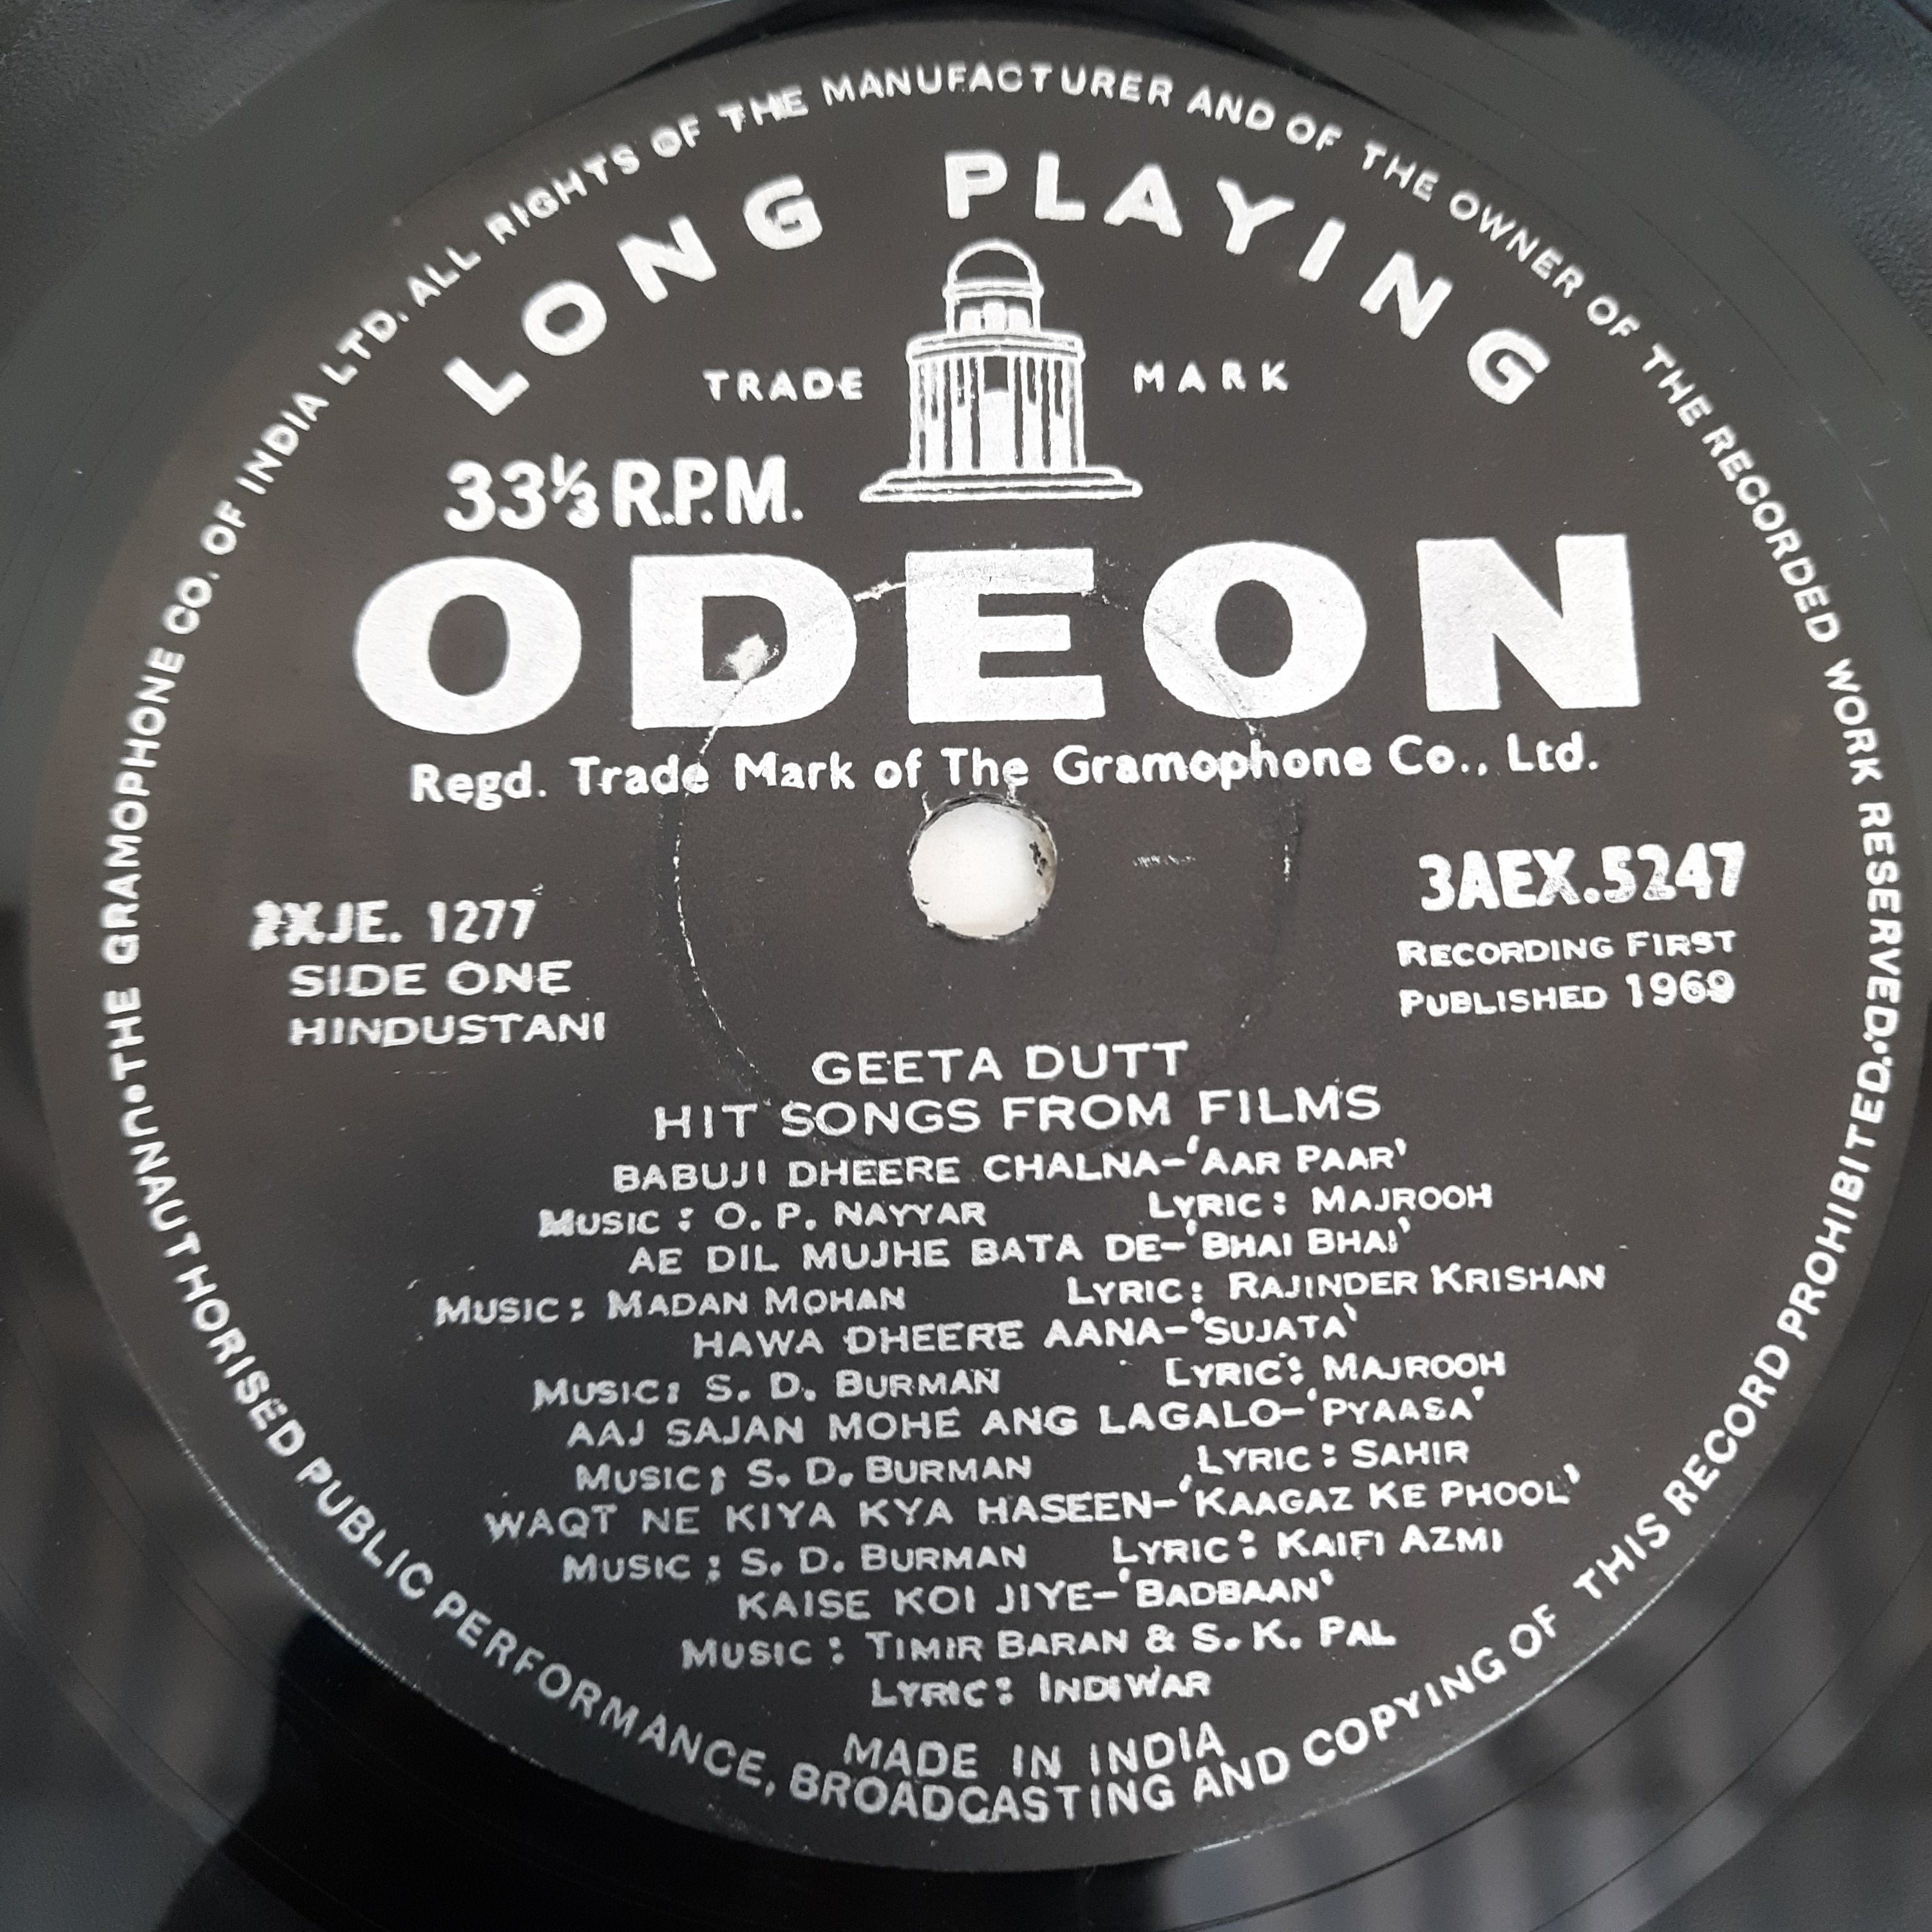 THE GRAMOPHONE CO. OF INDIA LTD. ALL RIGHTS OF THE MANUFACTURER AND OF THE OWNER OF THE RECORDED WORK RESERVED.
LONG PLAYING
TRADE MARK
33⅓ R.P.M.
ODEON
Regd. Trade Mark of The Gramophone Co., Ltd.
2XJE. 1277
SIDE ONE
HINDUSTANI
3AEX.5247
RECORDING FIRST
PUBLISHED 1969
GEETA DUTT
HIT SONGS FROM FILMS
BABUJI DHEERE CHALNA-'AAR PAAR'
MUSIC : O. P. NAYYAR LYRIC : MAJROOH
AE DIL MUJHE BATA DE-'BHAI BHAI'
MUSIC : MADAN MOHAN LYRIC : RAJINDER KRISHAN
HAWA DHEERE AANA-'SUJATA'
MUSIC : S. D. BURMAN LYRIC : MAJROOH
AAJ SAJAN MOHE ANG LAGALO-'PYAASA'
MUSIC : S. D. BURMAN LYRIC : SAHIR
WAQT NE KIYA KYA HASEEN-'KAAGAZ KE PHOOL'
MUSIC : S. D. BURMAN LYRIC : KAIFI AZMI
KAISE KOI JIYE-'BADBAAN'
MUSIC : TIMIR BARAN & S. K. PAL
LYRIC : INDIWAR
MADE IN INDIA
UNNAUTHORISED PUBLIC PERFORMANCE, BROADCASTING AND COPYING OF THIS RECORD PROHIBITED.